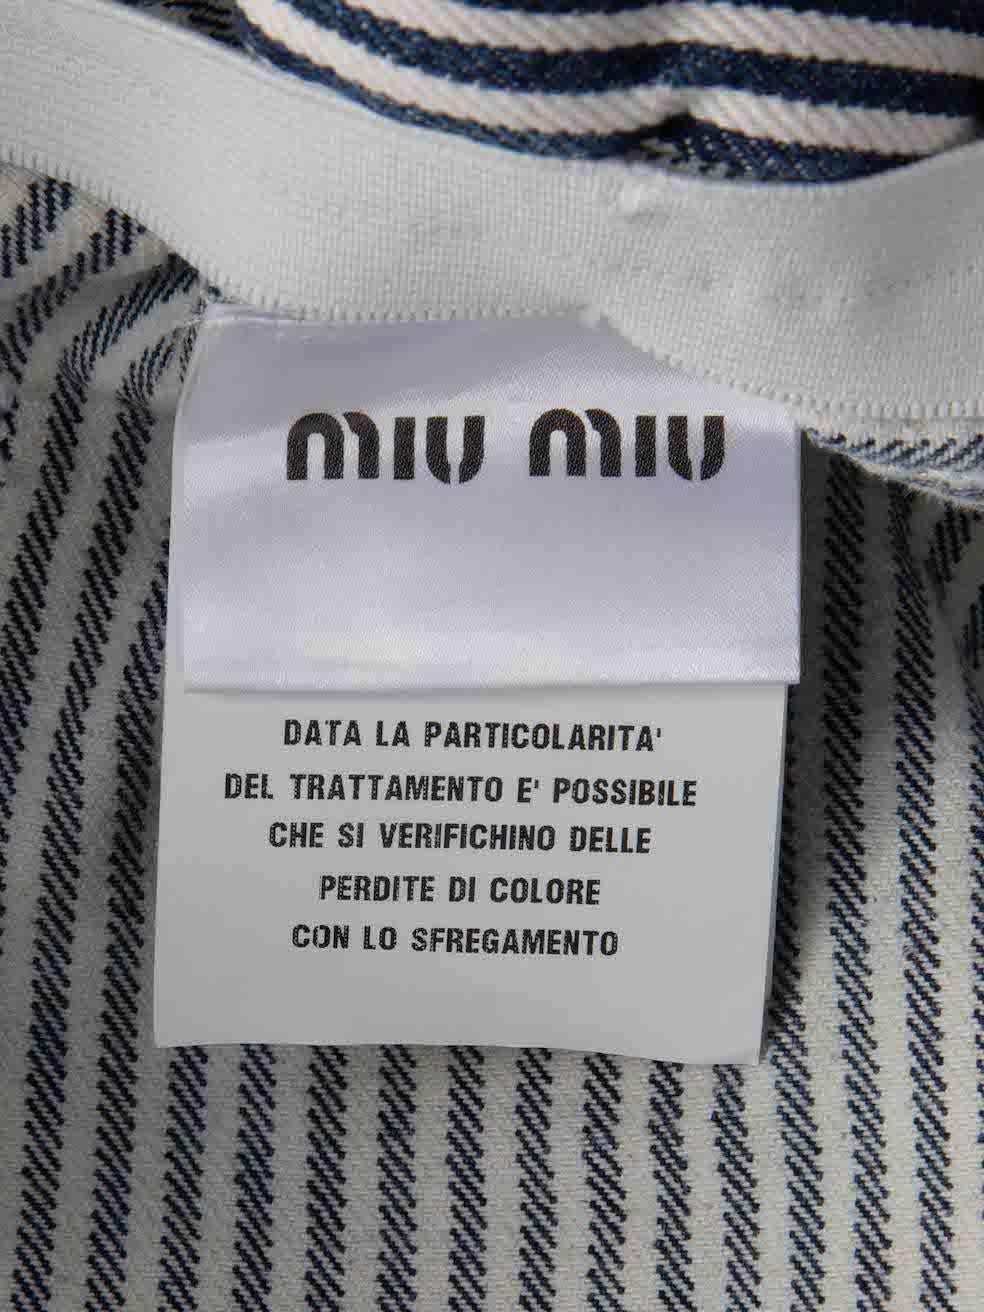 MIU MIU
DATA LA PARTICOLARITA'
DEL TRATTAMENTO E' POSSIBILE
CHE SI VERIFICHINO DELLE
PERDITE DI COLORE
CON LO SFREGAMENTO